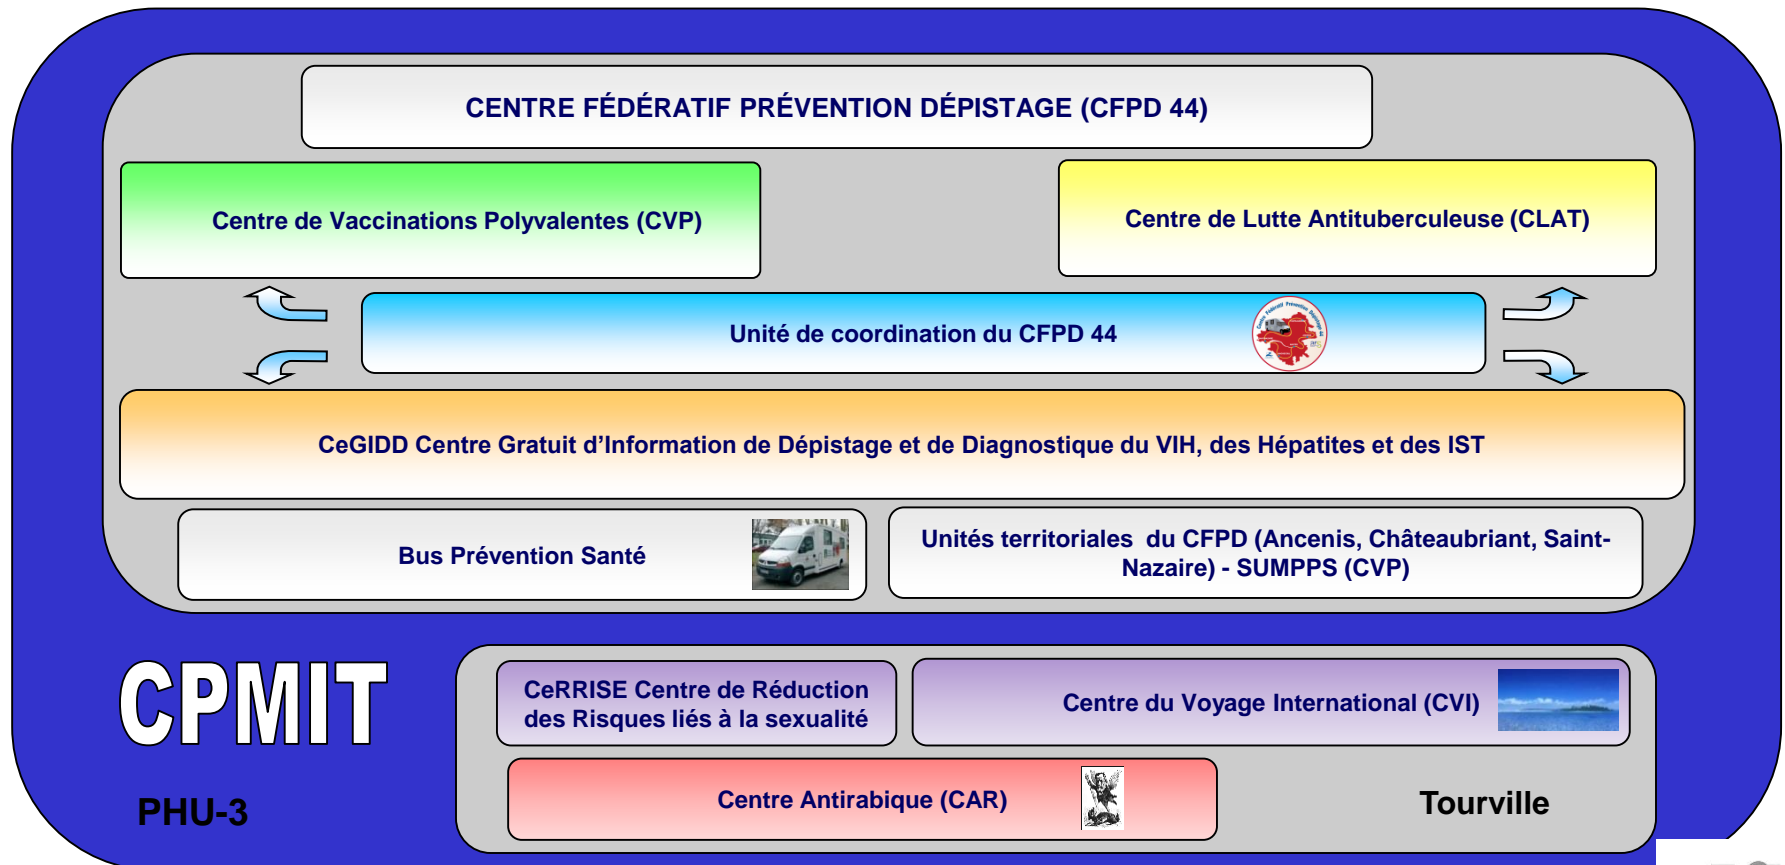 CENTRE FÉDÉRATIF PRÉVENTION DÉPISTAGE (CFPD 44)
Centre de Vaccinations Polyvalentes (CVP)
Centre de Lutte Antituberculeuse (CLAT)
Unité de coordination du CFPD 44
CeGIDD Centre Gratuit d’Information de Dépistage et de Diagnostique du VIH, des Hépatites et des IST
Bus Prévention Santé
Unités territoriales du CFPD (Ancenis, Châteaubriant, Saint-
Nazaire) - SUMPPS (CVP)
CPMIT
PHU-3
CeRRISE Centre de Réduction
des Risques liés à la sexualité
Centre du Voyage International (CVI)
Centre Antirabique (CAR)
Tourville